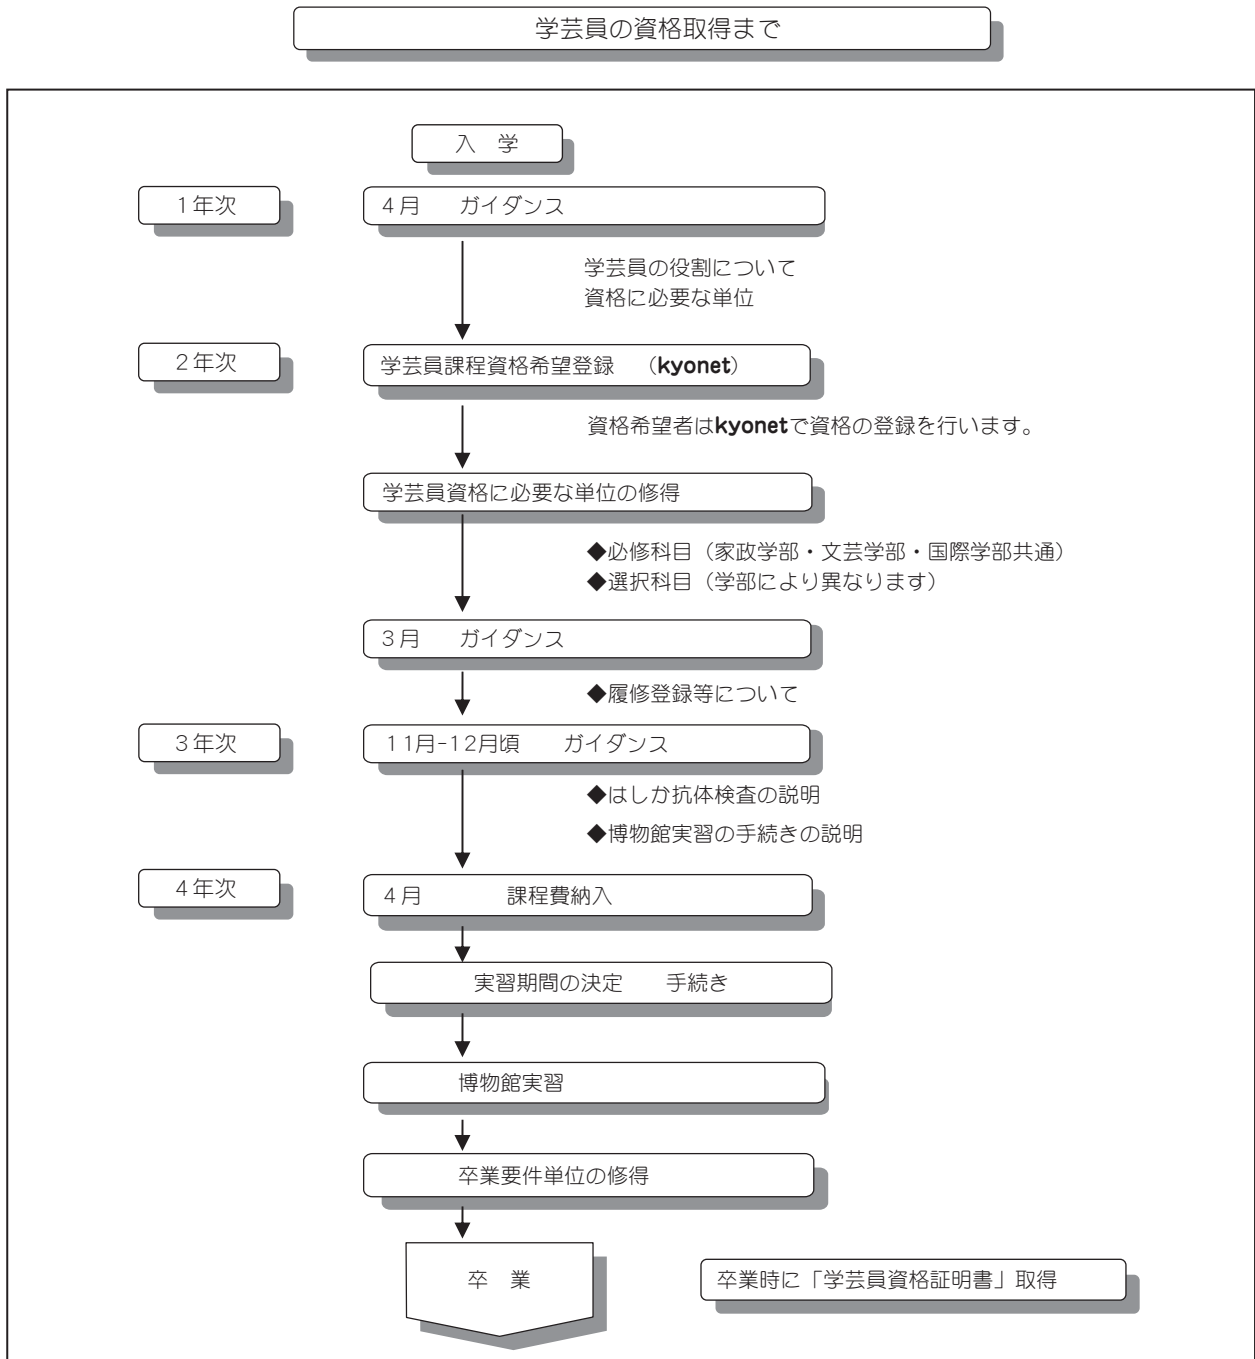 学芸員の資格取得まで
入 学
1年次
4月 ガイダンス
学芸員の役割について
資格に必要な単位
2年次
学芸員課程資格希望登録 （kyonet）
資格希望者はkyonetで資格の登録を行います。
学芸員資格に必要な単位の修得
◆必修科目（家政学部・文芸学部・国際学部共通）
◆選択科目（学部により異なります）
3月 ガイダンス
◆履修登録等について
3年次
11月-12月頃 ガイダンス
◆はしか抗体検査の説明
◆博物館実習の手続きの説明
4年次
4月 課程費納入
実習期間の決定 手続き
博物館実習
卒業要件単位の修得
卒 業
卒業時に「学芸員資格証明書」取得